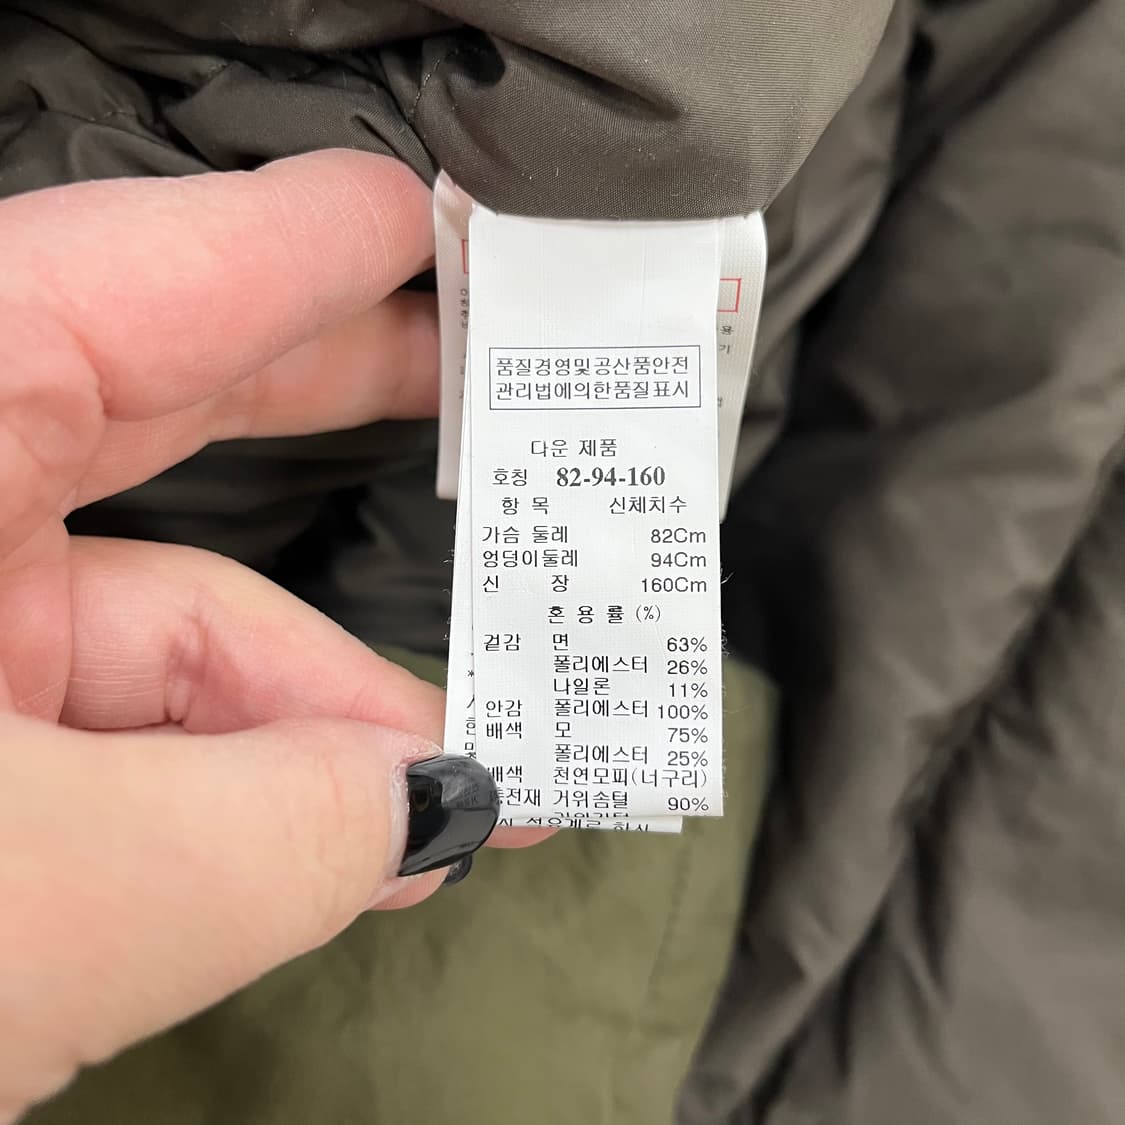 품질경영및공산품안전
관리법에의한품질표시
다운 제품
호칭 82-94-160
항 목 신체치수
가슴 둘레 82Cm
엉덩이둘레 94Cm
신 장 160Cm
혼 용 률 (%)
겉감 면 63%
폴리에스터 26%
나일론 11%
안감 폴리에스터 100%
배색 모 75%
폴리에스터 25%
배색 천연모피(너구리)
충전재 거위솜털 90%